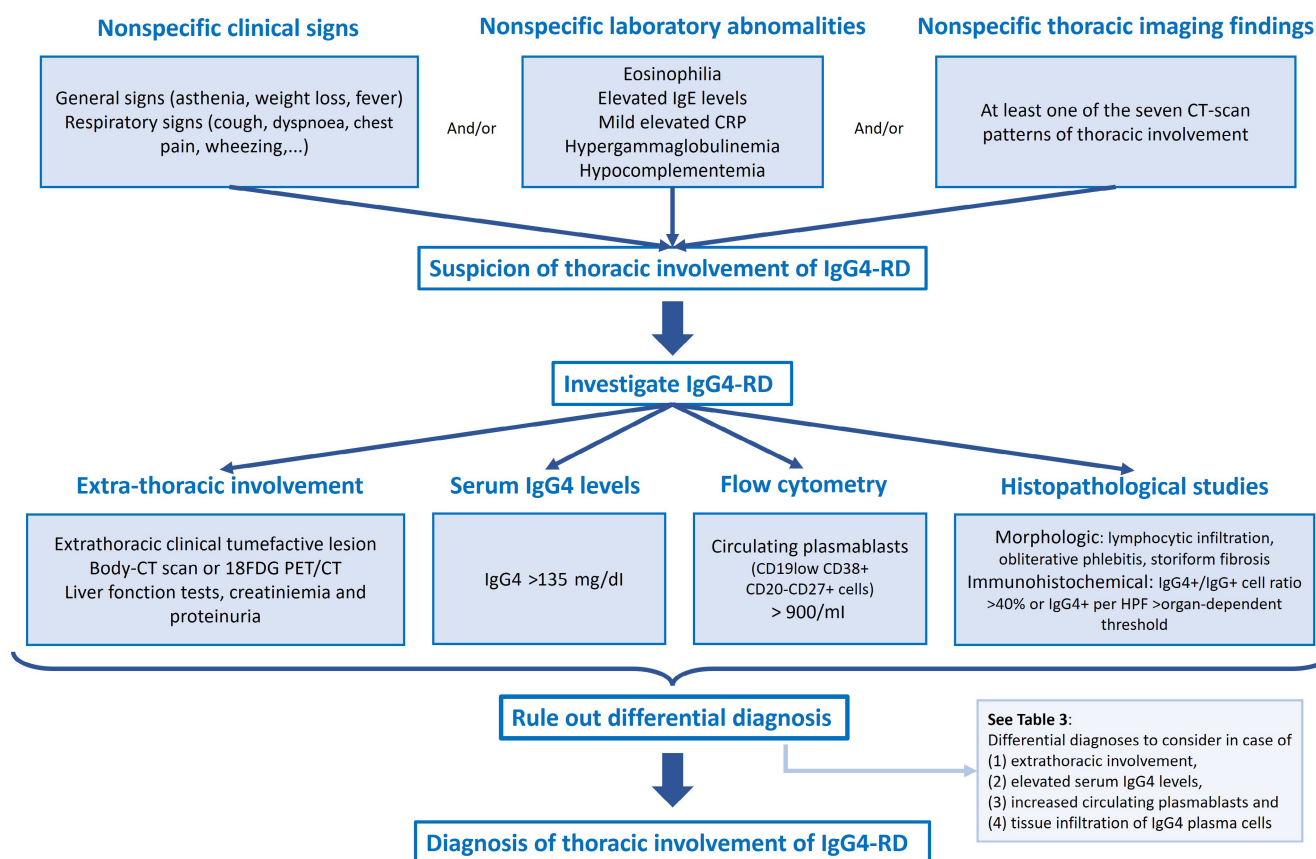 Nonspecific clinical signs
General signs (asthenia, weight loss, fever)
Respiratory signs (cough, dyspnoea, chest
pain, wheezing,...)
And/or
Nonspecific laboratory abnomalities
Eosinophilia
Elevated IgE levels
Mild elevated CRP
Hypergammaglobulinemia
Hypocomplementemia
And/or
Nonspecific thoracic imaging findings
At least one of the seven CT-scan
patterns of thoracic involvement
Suspicion of thoracic involvement of IgG4-RD
Investigate IgG4-RD
Extra-thoracic involvement
Extrathoracic clinical tumefactive lesion
Body-CT scan or 18FDG PET/CT
Liver fonction tests, creatiniemia and
proteinuria
Serum IgG4 levels
IgG4 >135 mg/dl
Flow cytometry
Circulating plasmablasts
(CD19low CD38+
CD20-CD27+ cells)
> 900/ml
Histopathological studies
Morphologic: lymphocytic infiltration,
obliterative phlebitis, storiform fibrosis
Immunohistochemical: IgG4+/IgG+ cell ratio
>40% or IgG4+ per HPF >organ-dependent
threshold
Rule out differential diagnosis
See Table 3:
Differential diagnoses to consider in case of
(1) extrathoracic involvement,
(2) elevated serum IgG4 levels,
(3) increased circulating plasmablasts and
(4) tissue infiltration of IgG4 plasma cells
Diagnosis of thoracic involvement of IgG4-RD